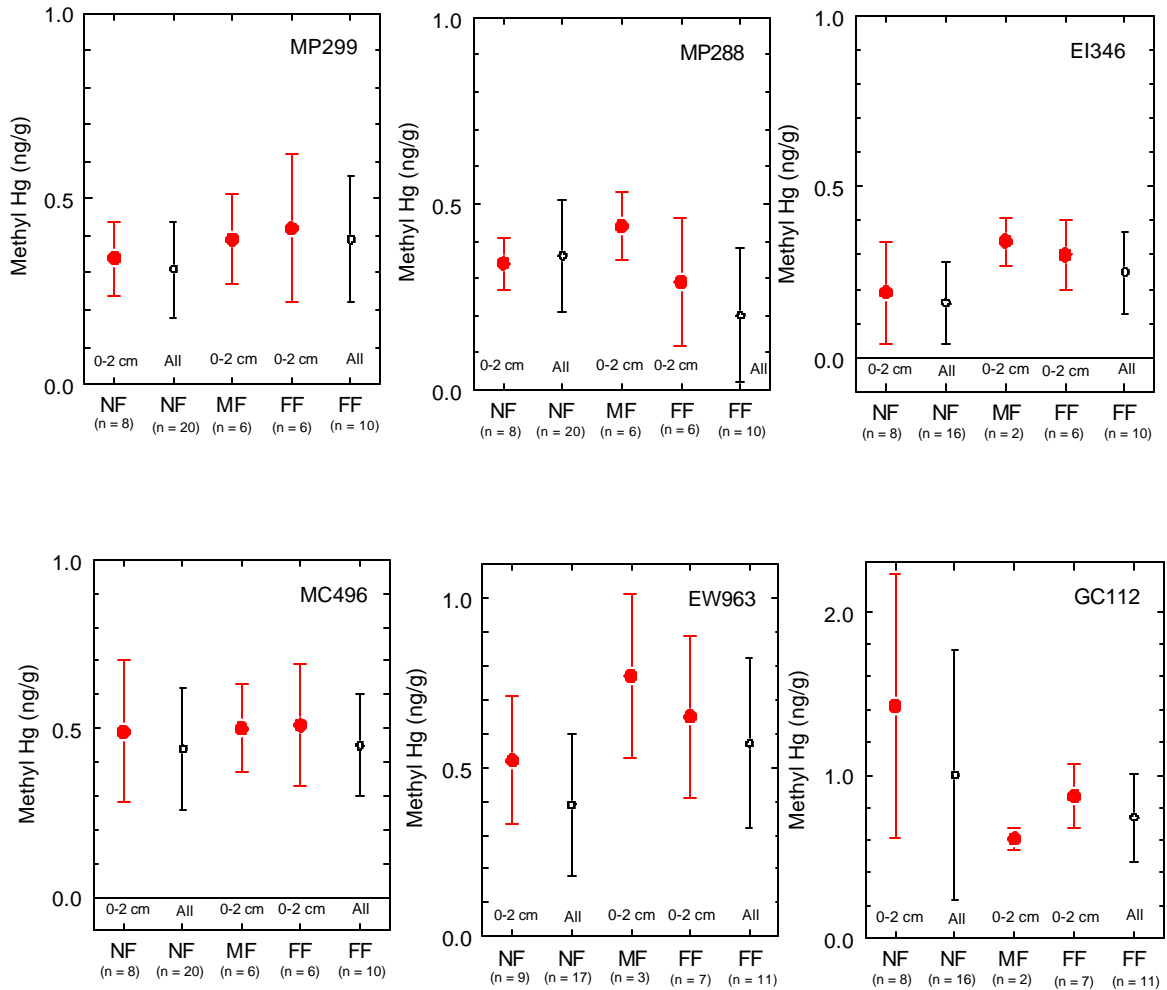 MP299
Methyl Hg (ng/g)
1.0
0.5
0.0
0-2 cm All 0-2 cm 0-2 cm All
NF NF MF FF FF
(n = 8) (n = 20) (n = 6) (n = 6) (n = 10)
MP288
Methyl Hg (ng/g)
1.0
0.5
0.0
0-2 cm All 0-2 cm 0-2 cm All
NF NF MF FF FF
(n = 8) (n = 20) (n = 6) (n = 6) (n = 10)
EI346
Methyl Hg (ng/g)
1.0
0.5
0.0
0-2 cm All 0-2 cm 0-2 cm All
NF NF MF FF FF
(n = 8) (n = 16) (n = 2) (n = 6) (n = 10)
MC496
Methyl Hg (ng/g)
1.0
0.5
0.0
0-2 cm All 0-2 cm 0-2 cm All
NF NF MF FF FF
(n = 8) (n = 20) (n = 6) (n = 6) (n = 10)
EW963
Methyl Hg (ng/g)
1.0
0.5
0.0
0-2 cm All 0-2 cm 0-2 cm All
NF NF MF FF FF
(n = 9) (n = 17) (n = 3) (n = 7) (n = 11)
GC112
Methyl Hg (ng/g)
2.0
1.0
0.0
0-2 cm All 0-2 cm 0-2 cm All
NF NF MF FF FF
(n = 8) (n = 16) (n = 2) (n = 7) (n = 11)